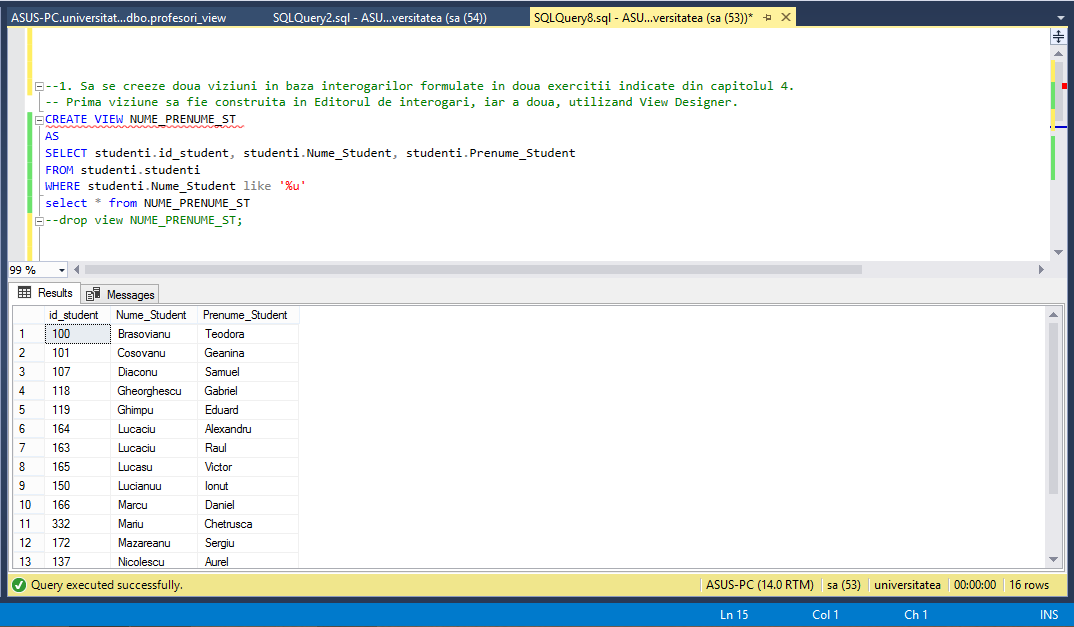 ASUS-PC.universitat...dbo.profesori_view SQLQuery2.sql - ASU...versitatea (sa (54)) SQLQuery8.sql - ASU...versitatea (sa (53))*
--1. Sa se creeze doua viziuni in baza interogarilor formulate in doua exercitii indicate din capitolul 4.
-- Prima viziune sa fie construita in Editorul de interogari, iar a doua, utilizand View Designer.
CREATE VIEW NUME_PRENUME_ST
AS
SELECT studenti.id_student, studenti.Nume_Student, studenti.Prenume_Student
FROM studenti.studenti
WHERE studenti.Nume_Student like '%u'
select * from NUME_PRENUME_ST
--drop view NUME_PRENUME_ST;
99 %
Results Messages
id_student Nume_Student Prenume_Student
1 100 Brasovianu Teodora
2 101 Cosovanu Geanina
3 107 Diaconu Samuel
4 118 Gheorghescu Gabriel
5 119 Ghimpu Eduard
6 164 Lucaciu Alexandru
7 163 Lucaciu Raul
8 165 Lucasu Victor
9 150 Lucianuu Ionut
10 166 Marcu Daniel
11 332 Mariu Chetrusca
12 172 Mazareanu Sergiu
13 137 Nicolescu Aurel
Query executed successfully. ASUS-PC (14.0 RTM) sa (53) universitatea 00:00:00 16 rows
Ln 15 Col 1 Ch 1 INS